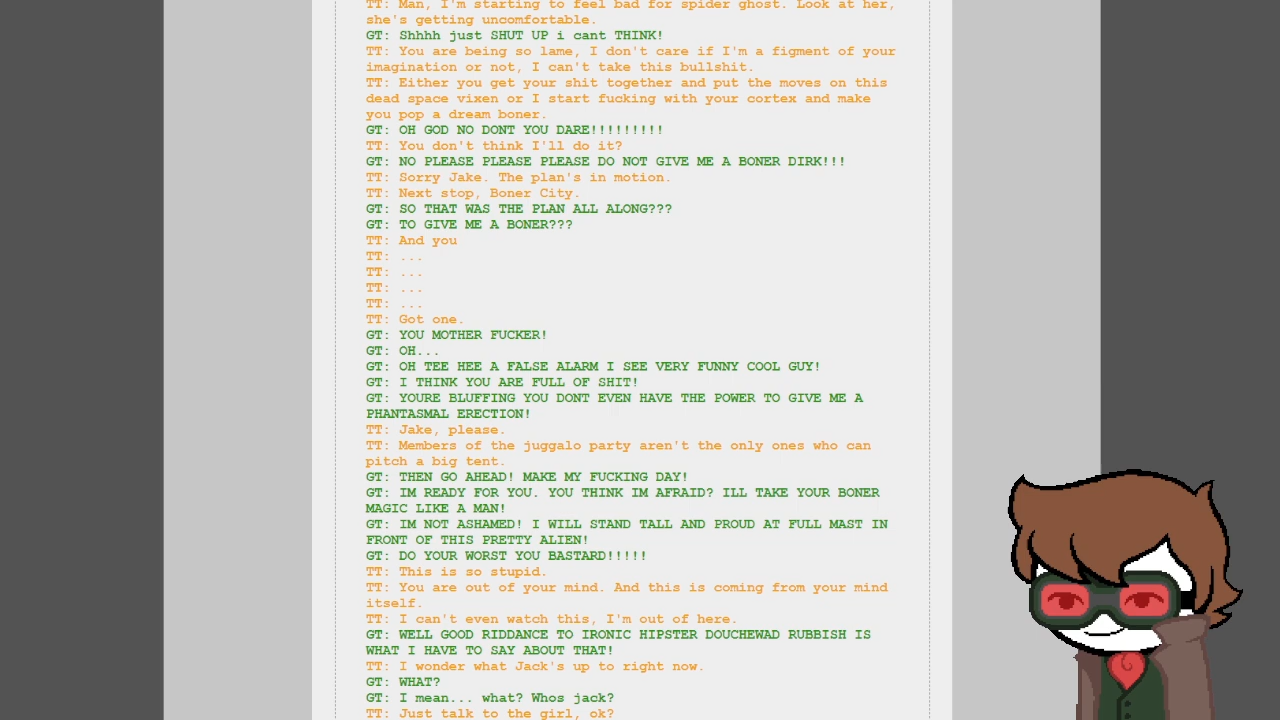 TT: Man, I'm starting to feel bad for spider ghost. Look at her,
she's getting uncomfortable.
GT: Shhhh just SHUT UP i cant THINK!
TT: You are being so lame, I don't care if I'm a figment of your
imagination or not, I can't take this bullshit.
TT: Either you get your shit together and put the moves on this
dead space vixen or I start fucking with your cortex and make
you pop a dream boner.
GT: OH GOD NO DONT YOU DARE!!!!!!!!!
TT: You don't think I'll do it?
GT: NO PLEASE PLEASE PLEASE DO NOT GIVE ME A BONER DIRK!!!
TT: Sorry Jake. The plan's in motion.
TT: Next stop, Boner City.
GT: SO THAT WAS THE PLAN ALL ALONG???
GT: TO GIVE ME A BONER???
TT: And you
TT: ...
TT: ...
TT: ...
TT: ...
TT: Got one.
GT: YOU MOTHER FUCKER!
GT: OH...
GT: OH TEE HEE A FALSE ALARM I SEE VERY FUNNY COOL GUY!
GT: I THINK YOU ARE FULL OF SHIT!
GT: YOURE BLUFFING YOU DONT EVEN HAVE THE POWER TO GIVE ME A
PHANTASMAL ERECTION!
TT: Jake, please.
TT: Members of the juggalo party aren't the only ones who can
pitch a big tent.
GT: THEN GO AHEAD! MAKE MY FUCKING DAY!
GT: IM READY FOR YOU. YOU THINK IM AFRAID? ILL TAKE YOUR BONER
MAGIC LIKE A MAN!
GT: IM NOT ASHAMED! I WILL STAND TALL AND PROUD AT FULL MAST IN
FRONT OF THIS PRETTY ALIEN!
GT: DO YOUR WORST YOU BASTARD!!!!!
TT: This is so stupid.
TT: You are out of your mind. And this is coming from your mind
itself.
TT: I can't even watch this, I'm out of here.
GT: WELL GOOD RIDDANCE TO IRONIC HIPSTER DOUCHEWAD RUBBISH IS
WHAT I HAVE TO SAY ABOUT THAT!
TT: I wonder what Jack's up to right now.
GT: WHAT?
GT: I mean... what? Whos jack?
TT: Just talk to the girl, ok?